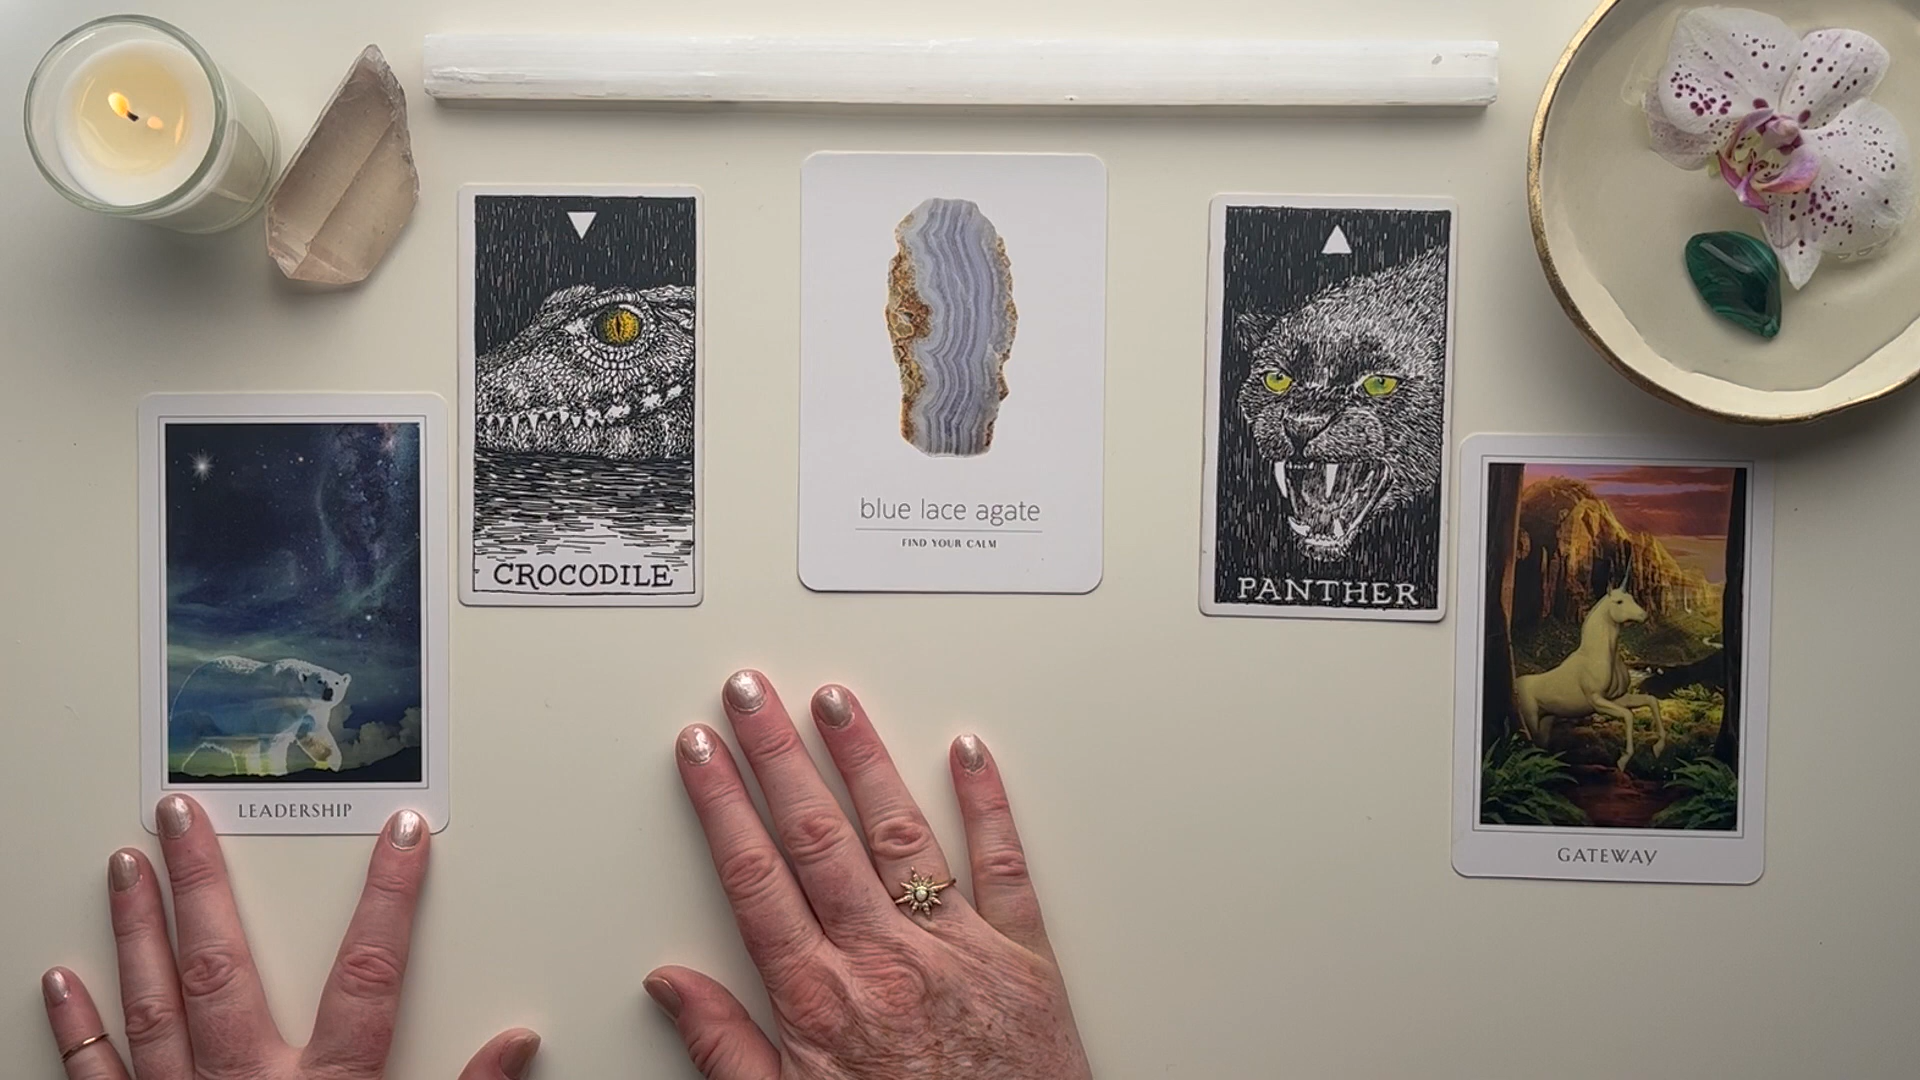 LEADERSHIP
CROCODILE
blue lace agate
FIND YOUR CALM
PANTHER
GATEWAY